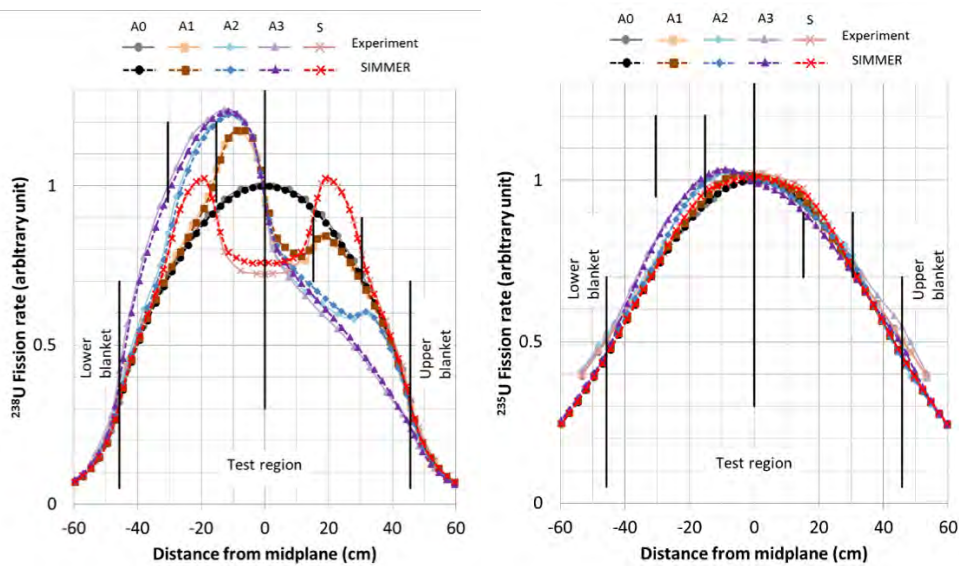 A0 A1 A2 A3 S
Experiment
SIMMER
1
0.5
0
²³⁸U Fission rate (arbitrary unit)
Lower
blanket
Upper
blanket
Test region
-60 -40 -20 0 20 40 60
Distance from midplane (cm)
A0 A1 A2 A3 S
Experiment
SIMMER
1
0.5
0
²³⁵U Fission rate (arbitrary unit)
Lower
blanket
Upper
blanket
Test region
-60 -40 -20 0 20 40 60
Distance from midplane (cm)